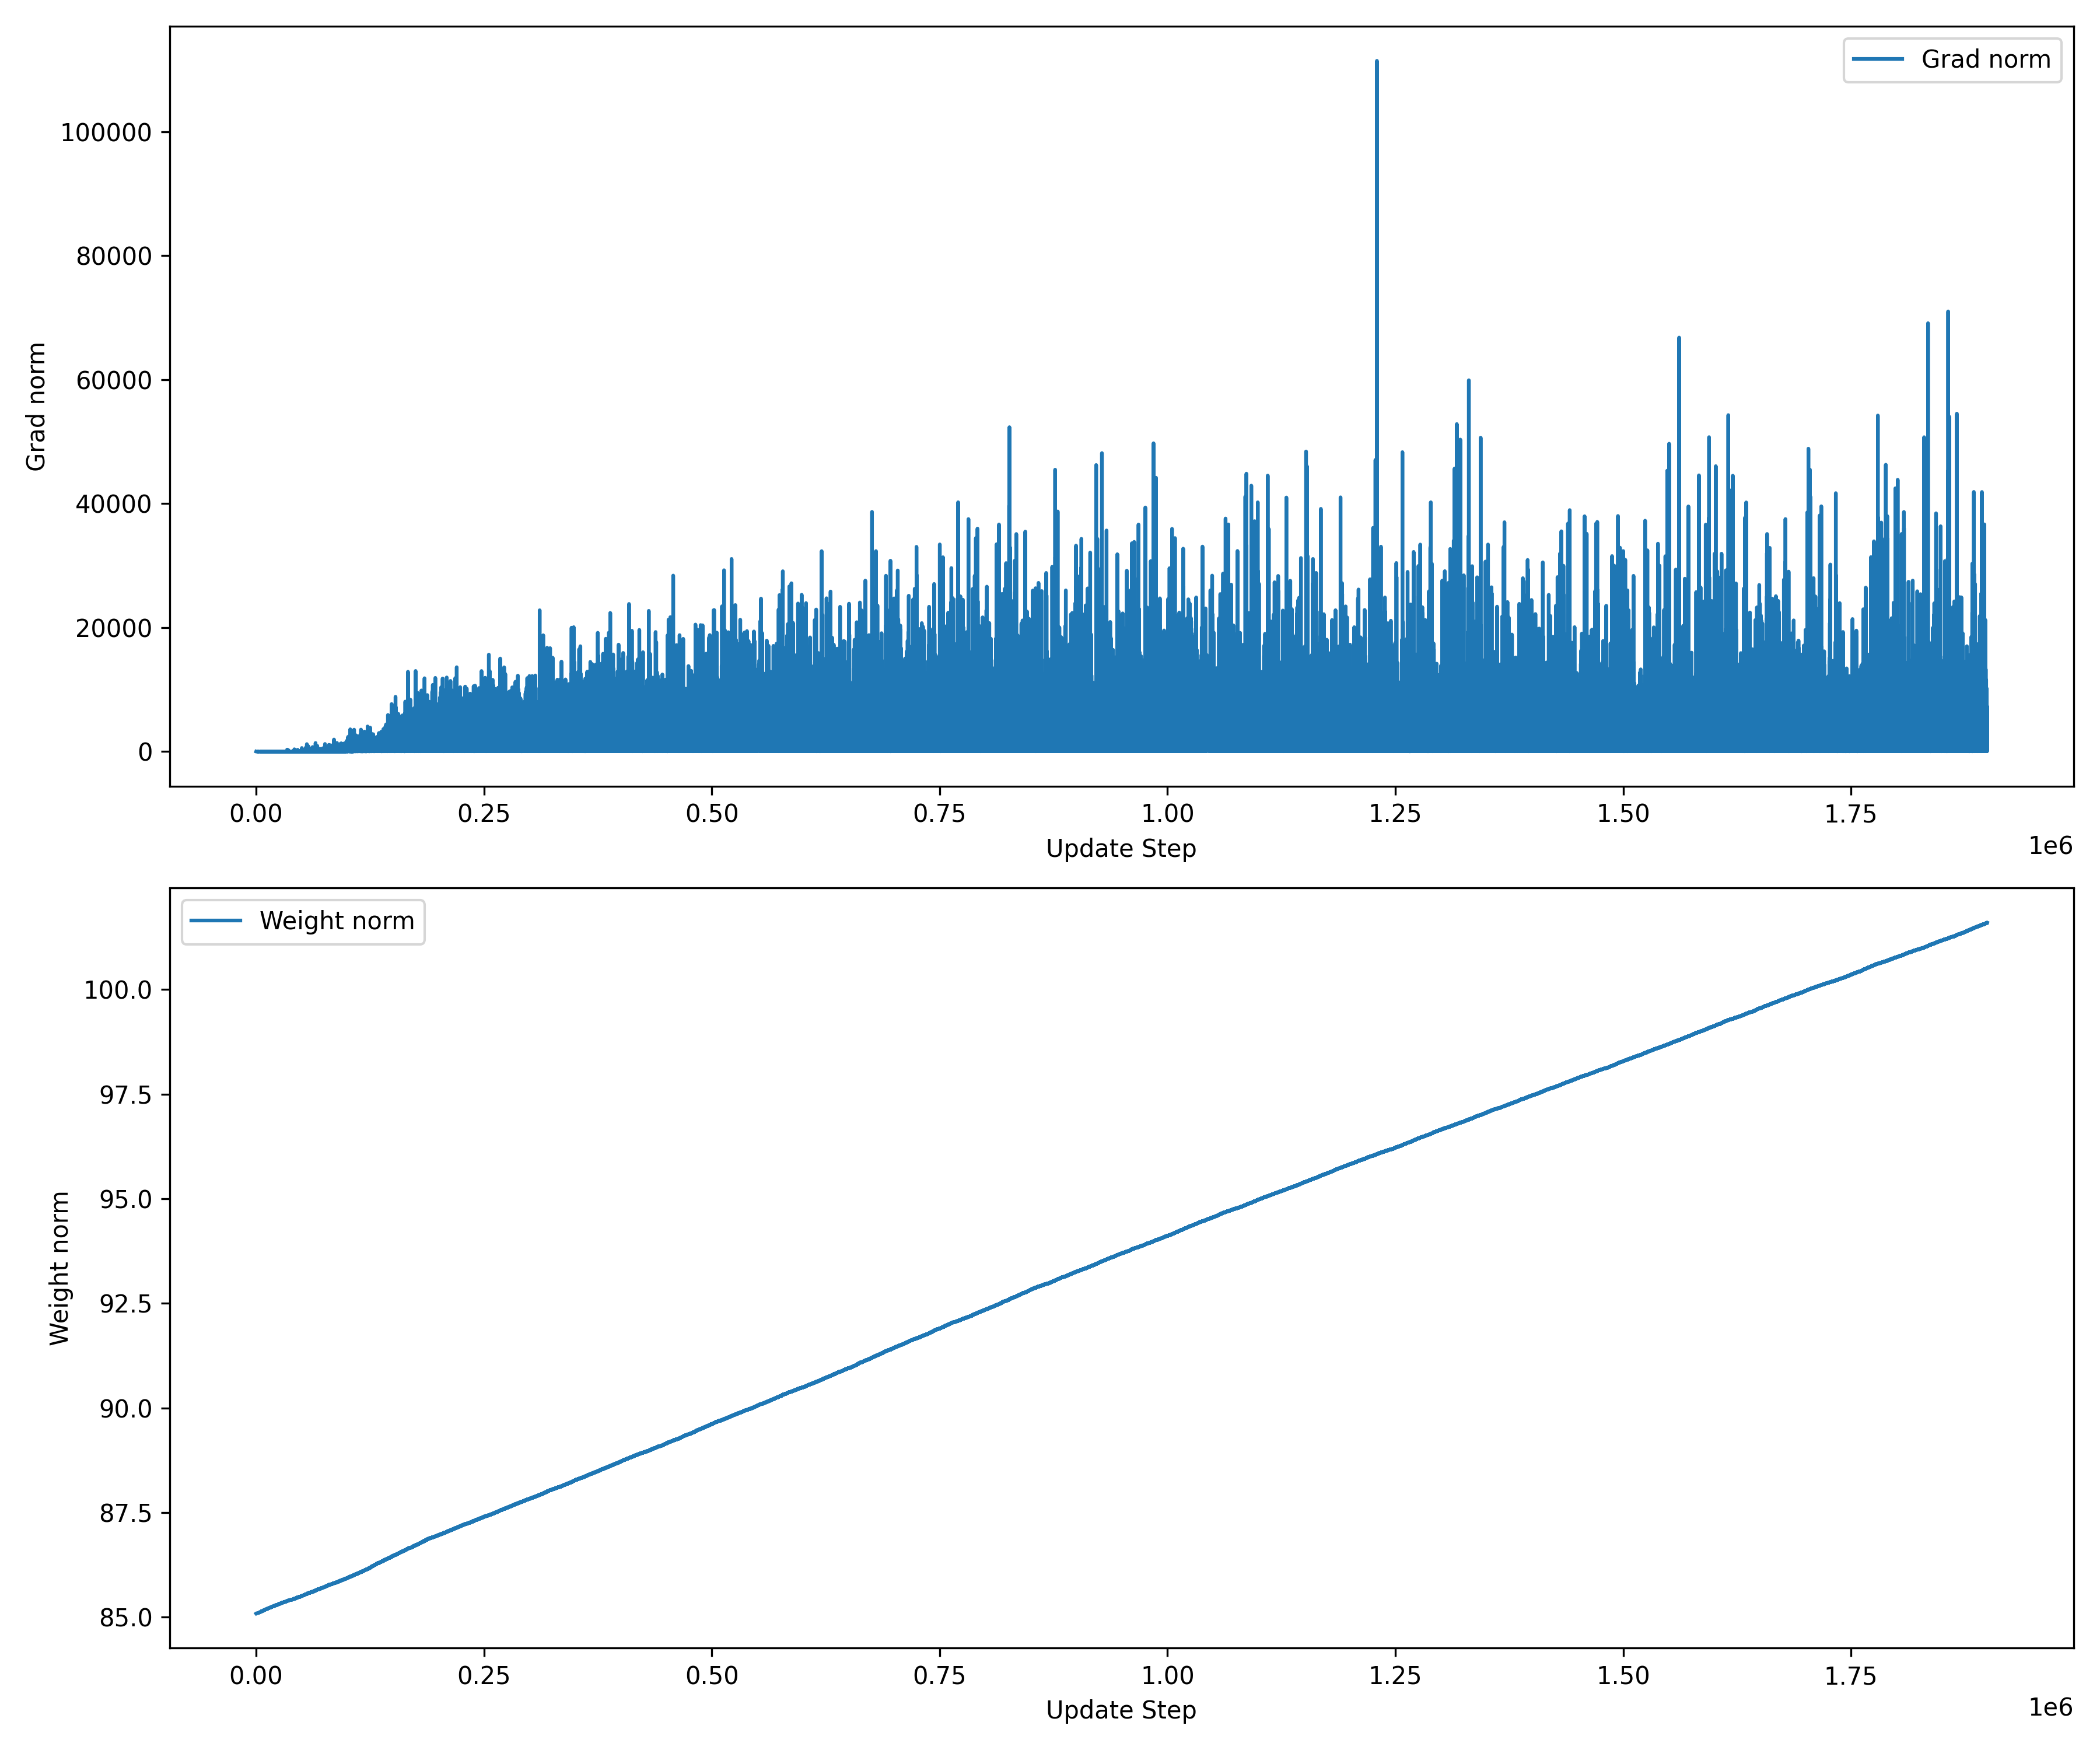 Grad norm
100000
80000
60000
40000
20000
0
Grad norm
0.00 0.25 0.50 0.75 1.00 1.25 1.50 1.75
1e6
Update Step
Weight norm
100.0
97.5
95.0
92.5
90.0
87.5
85.0
Weight norm
0.00 0.25 0.50 0.75 1.00 1.25 1.50 1.75
1e6
Update Step